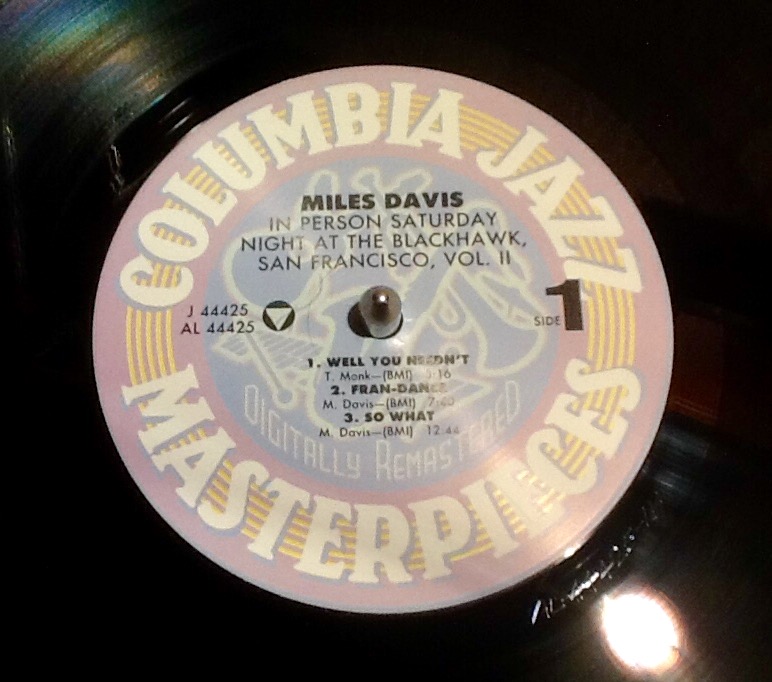 COLUMBIA JAZZ
MILES DAVIS
IN PERSON SATURDAY
NIGHT AT THE BLACKHAWK,
SAN FRANCISCO, VOL. II
J 44425
AL 44425
SIDE 1
1. WELL YOU NEEDN'T
T. Monk—(BMI) :16
2. FRAN-DANCE
M. Davis—(BMI) 7:
3. SO WHAT
M. Davis—(BMI) 12:44
DIGITALLY REMASTERED
MASTERPIECES